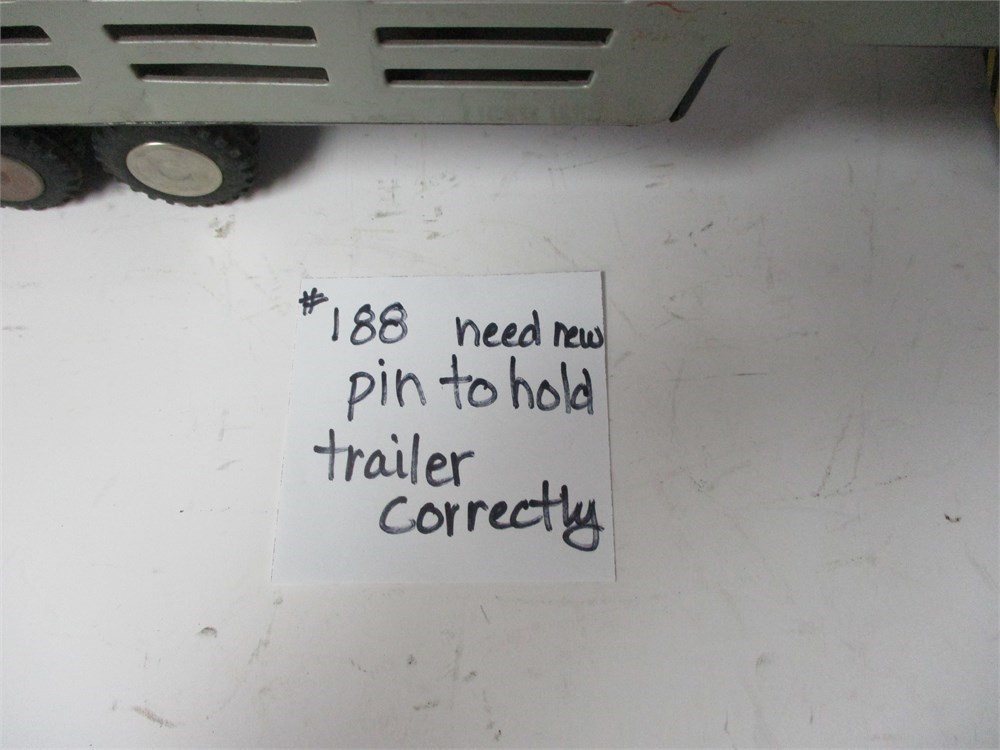 #188 need new
pin to hold
trailer
correctly